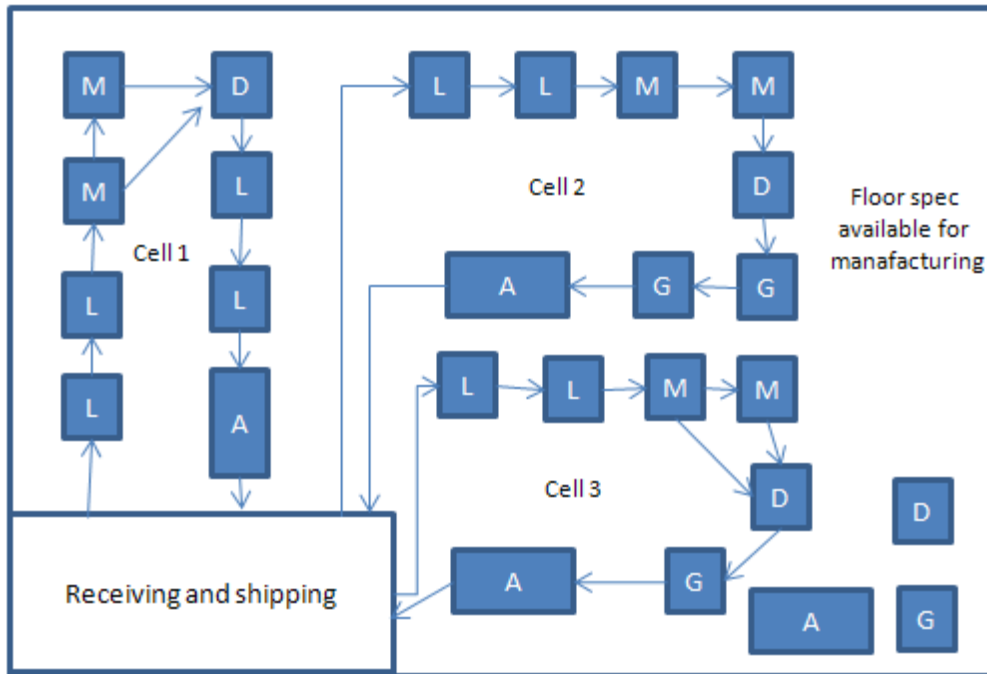 M
D
L
L
M
M
M
L
D
Cell 2
Floor spec
available for
manafacturing
Cell 1
L
L
A
G
G
L
A
L
L
M
M
Cell 3
D
D
Receiving and shipping
A
G
A
G